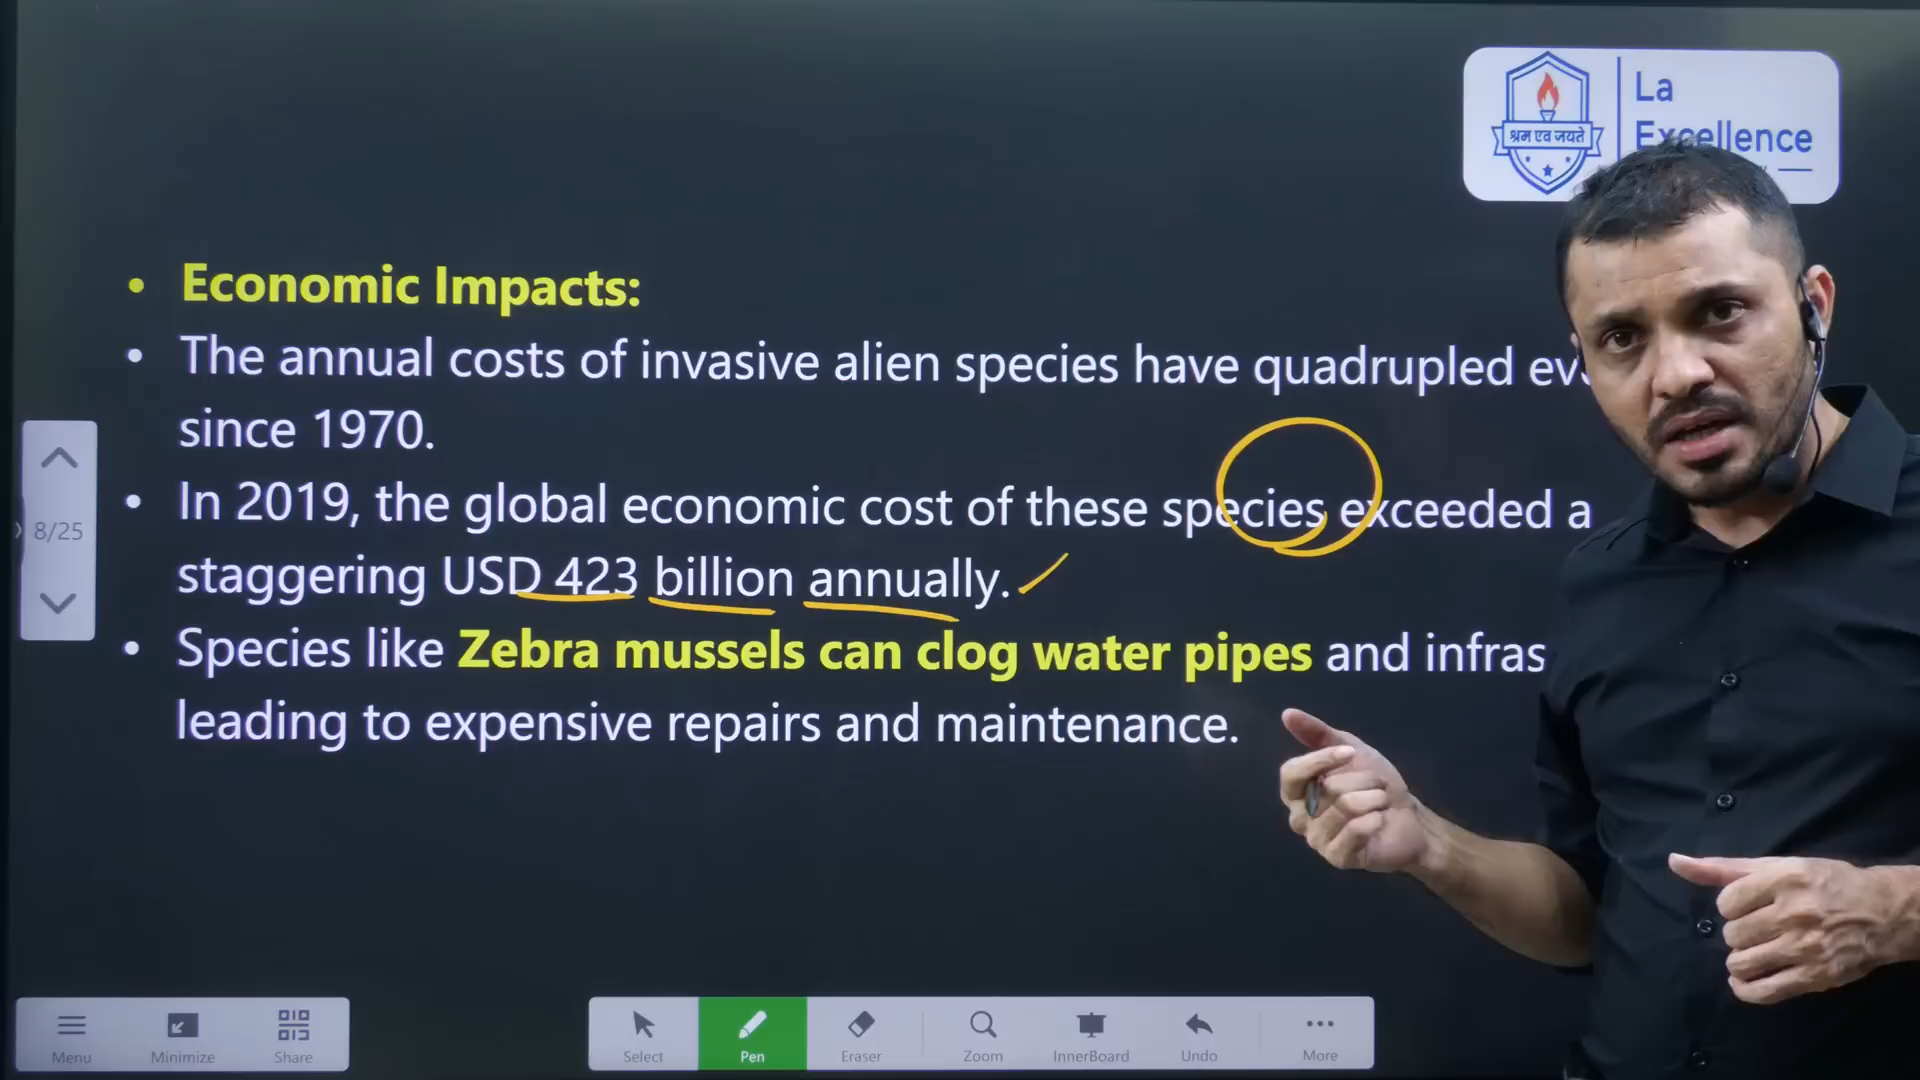 La
Excellence
श्रम एव जयते
• Economic Impacts:
• The annual costs of invasive alien species have quadrupled
since 1970.
• In 2019, the global economic cost of these species exceeded a
staggering USD 423 billion annually.
• Species like Zebra mussels can clog water pipes and
leading to expensive repairs and maintenance.
8/25
Menu
Minimize
Share
Select
Pen
Eraser
Zoom
InnerBoard
Undo
More